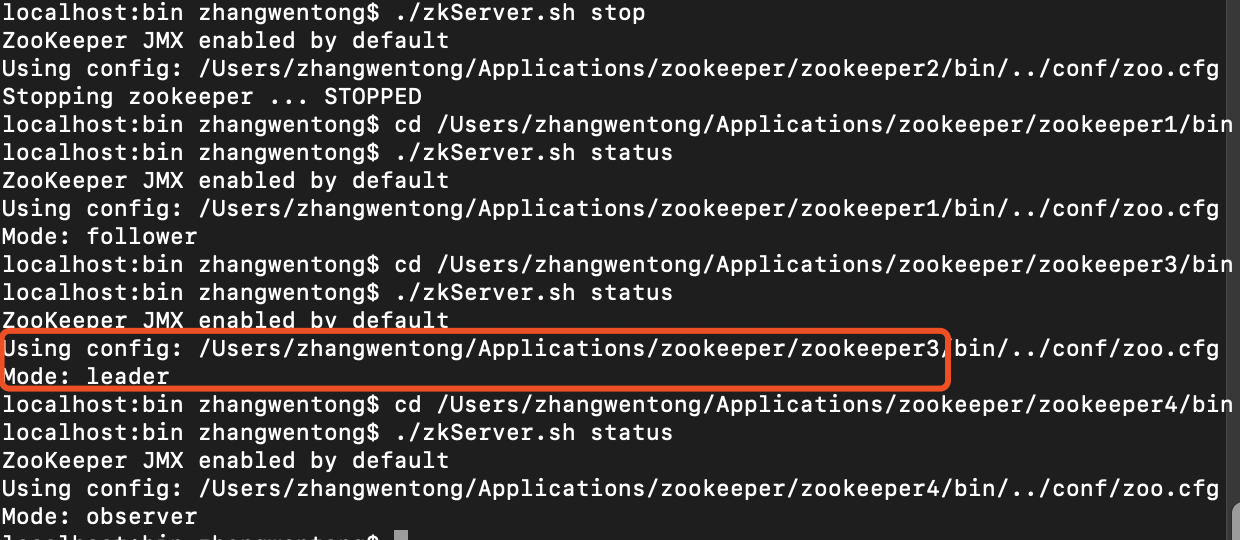 localhost:bin zhangwentong$ ./zkServer.sh stop
ZooKeeper JMX enabled by default
Using config: /Users/zhangwentong/Applications/zookeeper/zookeeper2/bin/../conf/zoo.cfg
Stopping zookeeper ... STOPPED
localhost:bin zhangwentong$ cd /Users/zhangwentong/Applications/zookeeper/zookeeper1/bin
localhost:bin zhangwentong$ ./zkServer.sh status
ZooKeeper JMX enabled by default
Using config: /Users/zhangwentong/Applications/zookeeper/zookeeper1/bin/../conf/zoo.cfg
Mode: follower
localhost:bin zhangwentong$ cd /Users/zhangwentong/Applications/zookeeper/zookeeper3/bin
localhost:bin zhangwentong$ ./zkServer.sh status
ZooKeeper JMX enabled by default
Using config: /Users/zhangwentong/Applications/zookeeper/zookeeper3/bin/../conf/zoo.cfg
Mode: leader
localhost:bin zhangwentong$ cd /Users/zhangwentong/Applications/zookeeper/zookeeper4/bin
localhost:bin zhangwentong$ ./zkServer.sh status
ZooKeeper JMX enabled by default
Using config: /Users/zhangwentong/Applications/zookeeper/zookeeper4/bin/../conf/zoo.cfg
Mode: observer
localhost:bin zhangwentong$